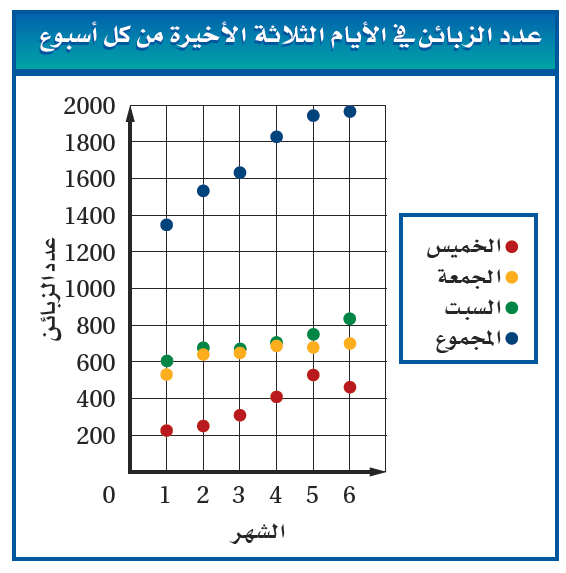 عدد الزبائن في الأيام الثلاثة الأخيرة من كل أسبوع
عدد الزبائن
2000
1800
1600
1400
1200
1000
800
600
400
200
0 1 2 3 4 5 6
الشهر
الخميس
الجمعة
السبت
المجموع